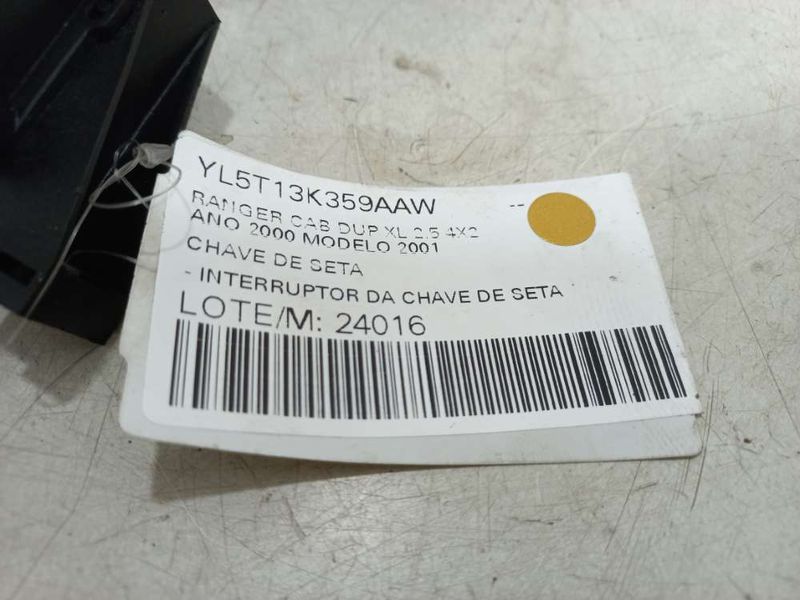 YL5T13K359AAW --
RANGER CAB DUP XL 2.5 4X2
ANO 2000 MODELO 2001
CHAVE DE SETA
- INTERRUPTOR DA CHAVE DE SETA
LOTE/M: 24016